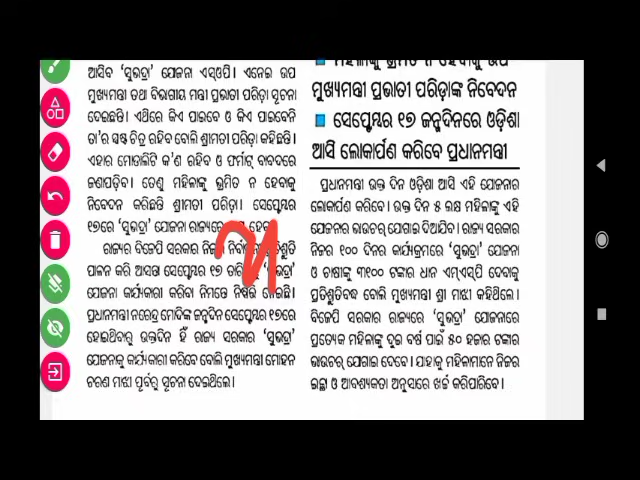 ଆସିବ ‘ସୁଭଦ୍ରା’ ଯୋଜନା ଏସ୍ଓପି। ଏନେଇ ଉପ
ମୁଖ୍ୟମନ୍ତ୍ରୀ ତଥା ବିଭାଗୀୟ ମନ୍ତ୍ରୀ ପ୍ରଭାତୀ ପରିଡ଼ା ସୂଚନା
ଦେଇଛନ୍ତି। ଏଥିରେ କିଏ ପାଇବେ ଓ କିଏ ପାଇବେନି
ତା’ର ସ୍ପଷ୍ଟ ଚିତ୍ର ରହିବ ବୋଲି ଶ୍ରୀମତୀ ପରିଡ଼ା କହିଛନ୍ତି।
ଏହାର ମୋଡାଲିଟି କ’ଣ ରହିବ ଓ ଫର୍ମାଟ୍ ବାବଦରେ
ଜଣାପଡ଼ିବ। ତେଣୁ ମହିଳାଙ୍କୁ ଭ୍ରମିତ ନ ହେବାକୁ
ନିବେଦନ କରିଛନ୍ତି ଶ୍ରୀମତୀ ପରିଡ଼ା। ସେପ୍ଟେମ୍ବର
୧୭ରେ ‘ସୁଭଦ୍ରା’ ଯୋଜନା
ରାଜ୍ୟର ବିଜେପି ସରକାର
ପାଳନ କରି ଆସନ୍ତା ସେପ୍ଟେମ୍ବର ୧୭
ଯୋଜନା କାର୍ଯ୍ୟକାରୀ କରିବା ନିମନ୍ତେ
ପ୍ରଧାନମନ୍ତ୍ରୀ ନରେନ୍ଦ୍ର ମୋଦିଙ୍କ ଜନ୍ମଦିନ ସେପ୍ଟେମ୍ବର ୧୭ରେ
ହୋଇଥିବାରୁ ଉକ୍ତଦିନ ହିଁ ରାଜ୍ୟ ସରକାର ‘ସୁଭଦ୍ରା’
ଯୋଜନାକୁ କାର୍ଯ୍ୟକାରୀ କରିବେ ବୋଲି ମୁଖ୍ୟମନ୍ତ୍ରୀ ମୋହନ
ଚରଣ ମାଝୀ ପୂର୍ବରୁ ସୂଚନା ଦେଇଥିଲେ।
ମହିଳାଙ୍କୁ ଭ୍ରମିତ ନ ହେବାକୁ ଉପ
ମୁଖ୍ୟମନ୍ତ୍ରୀ ପ୍ରଭାତୀ ପରିଡ଼ାଙ୍କ ନିବେଦନ
ସେପ୍ଟେମ୍ବର ୧୭ ଜନ୍ମଦିନରେ ଓଡ଼ିଶା
ଆସି ଲୋକାର୍ପଣ କରିବେ ପ୍ରଧାନମନ୍ତ୍ରୀ
ପ୍ରଧାନମନ୍ତ୍ରୀ ଉକ୍ତ ଦିନ ଓଡ଼ିଶା ଆସି ଏହି ଯୋଜନାର
ଲୋକାର୍ପଣ କରିବେ। ଉକ୍ତ ଦିନ ୫ ଲକ୍ଷ ମହିଳାଙ୍କୁ ଏହି
ଯୋଜନାର ଭାଉଚର୍ ଯୋଗାଇ ଦିଆଯିବ। ରାଜ୍ୟ ସରକାର
ନିଜର ୧୦୦ ଦିନର କାର୍ଯ୍ୟକ୍ରମରେ ‘ସୁଭଦ୍ରା’ ଯୋଜନା
ଓ ଚାଷୀଙ୍କୁ ୩୧୦୦ ଟଙ୍କାର ଧାନ ଏମ୍ଏସ୍ପି ଦେବାକୁ
ପ୍ରତିଶ୍ରୁତିବଦ୍ଧ ବୋଲି ମୁଖ୍ୟମନ୍ତ୍ରୀ ଶ୍ରୀ ମାଝୀ କହିଥିଲେ।
ବିଜେପି ସରକାର ରାଜ୍ୟରେ ‘ସୁଭଦ୍ରା’ ଯୋଜନାରେ
ପ୍ରତ୍ୟେକ ମହିଳାଙ୍କୁ ଦୁଇ ବର୍ଷ ପାଇଁ ୫୦ ହଜାର ଟଙ୍କାର
ଭାଉଚର୍ ଯୋଗାଇ ଦେବେ। ଯାହାକୁ ମହିଳାମାନେ ନିଜର
ଇଚ୍ଛା ଓ ଆବଶ୍ୟକତା ଅନୁସାରେ ଖର୍ଚ୍ଚ କରିପାରିବେ।